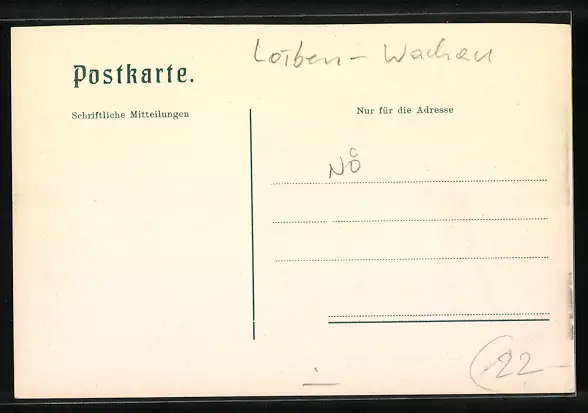 Loiben - Wachau
Postkarte.
Schriftliche Mitteilungen
Nur für die Adresse
NÖ
22